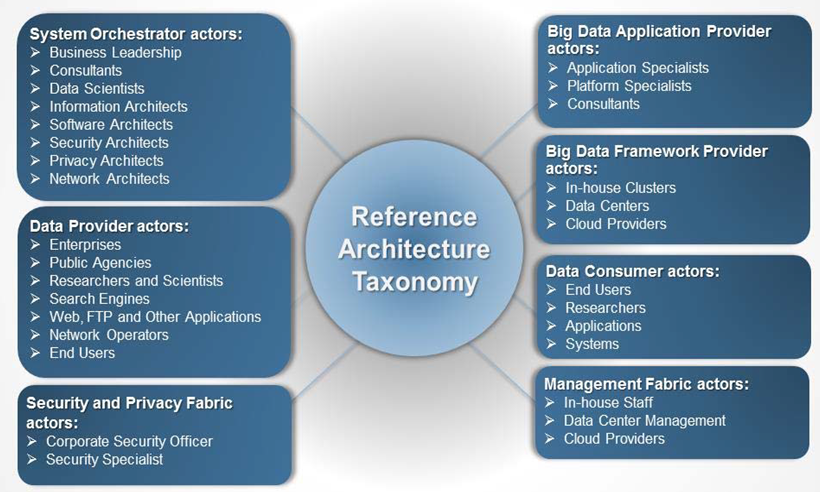 System Orchestrator actors:
Business Leadership
Consultants
Data Scientists
Information Architects
Software Architects
Security Architects
Privacy Architects
Network Architects
Data Provider actors:
Enterprises
Public Agencies
Researchers and Scientists
Search Engines
Web, FTP and Other Applications
Network Operators
End Users
Security and Privacy Fabric
actors:
Corporate Security Officer
Security Specialist
Reference
Architecture
Taxonomy
Big Data Application Provider
actors:
Application Specialists
Platform Specialists
Consultants
Big Data Framework Provider
actors:
In-house Clusters
Data Centers
Cloud Providers
Data Consumer actors:
End Users
Researchers
Applications
Systems
Management Fabric actors:
In-house Staff
Data Center Management
Cloud Providers